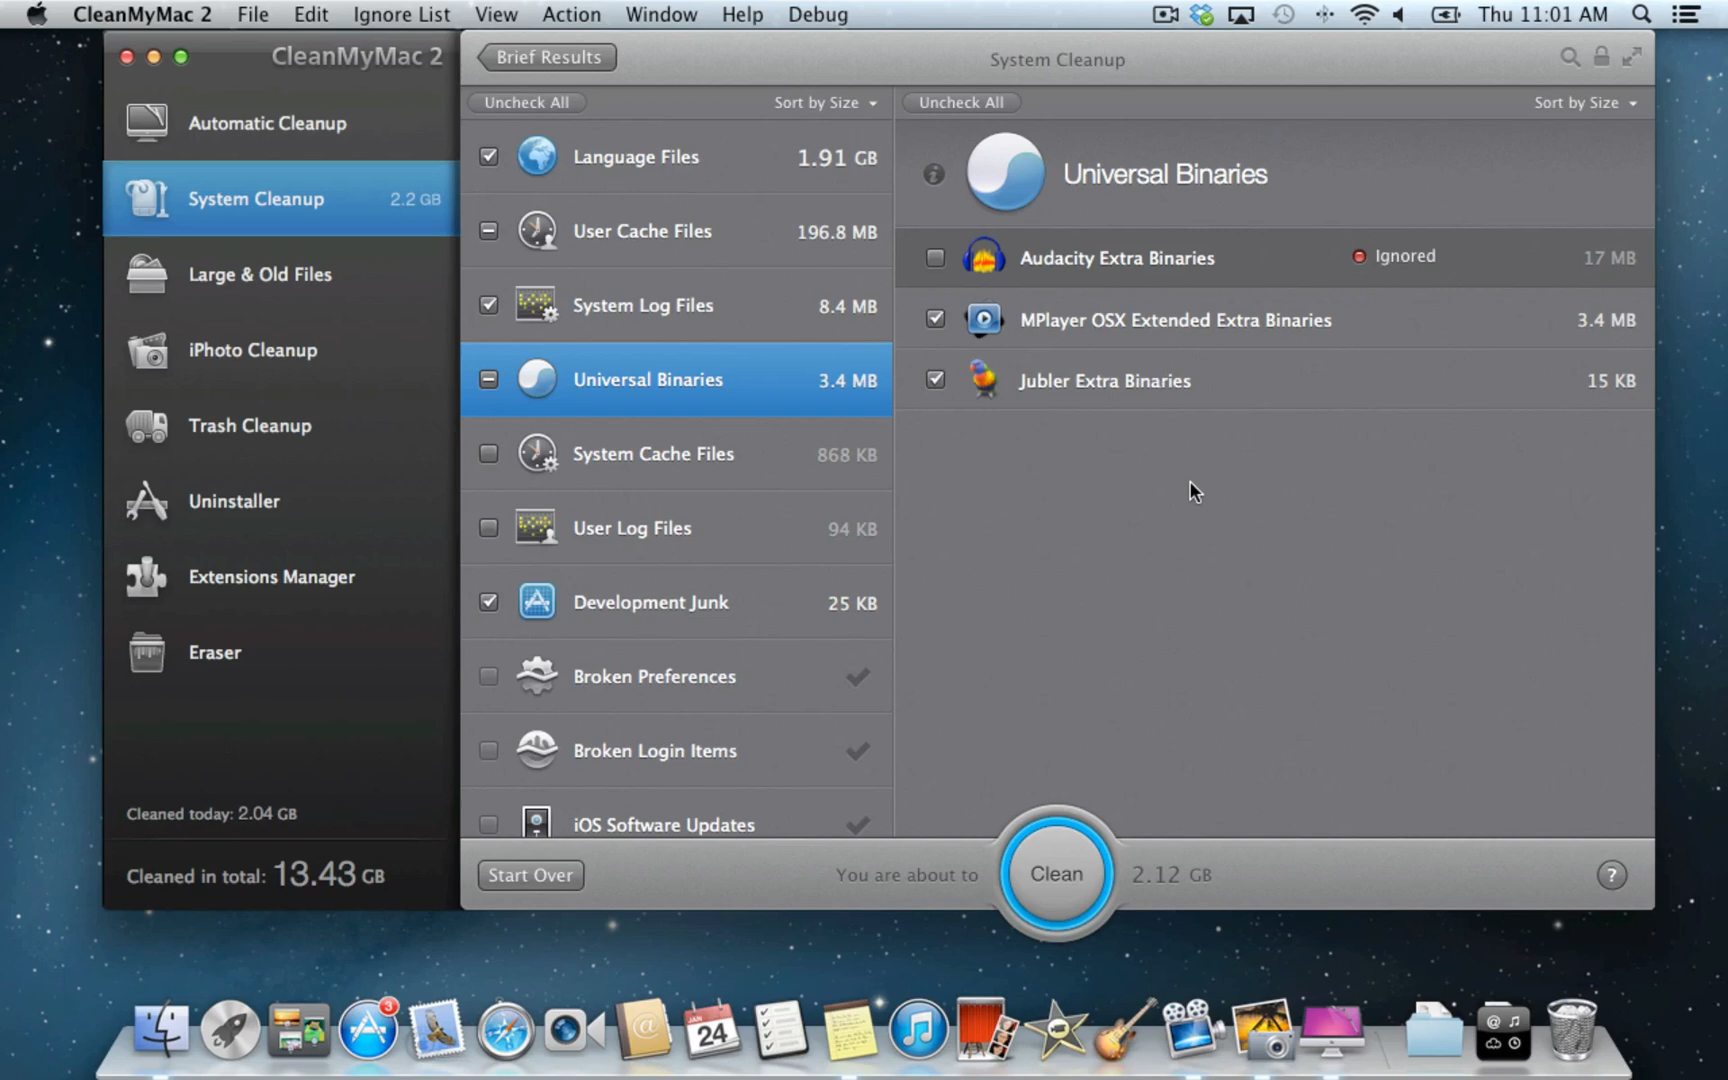 CleanMyMac 2 File Edit Ignore List View Action Window Help Debug Thu 11:01 AM
CleanMyMac 2
Automatic Cleanup
System Cleanup 2.2 GB
Large & Old Files
iPhoto Cleanup
Trash Cleanup
Uninstaller
Extensions Manager
Eraser
Cleaned today: 2.04 GB
Cleaned in total: 13.43 GB
Brief Results
System Cleanup
Uncheck All Sort by Size
Language Files 1.91 GB
User Cache Files 196.8 MB
System Log Files 8.4 MB
Universal Binaries 3.4 MB
System Cache Files 868 KB
User Log Files 94 KB
Development Junk 25 KB
Broken Preferences
Broken Login Items
iOS Software Updates
Uncheck All Sort by Size
Universal Binaries
Audacity Extra Binaries Ignored 17 MB
MPlayer OSX Extended Extra Binaries 3.4 MB
Jubler Extra Binaries 15 KB
Start Over
You are about to Clean 2.12 GB
?
3
@
JAN
24
@